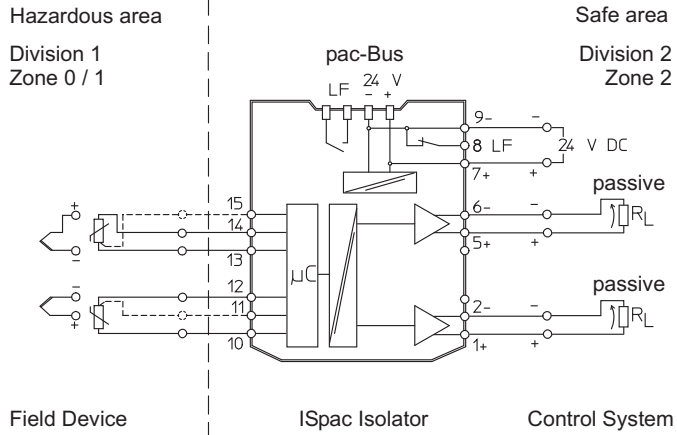 Hazardous area
Safe area
Division 1
Zone 0 / 1
pac-Bus
Division 2
Zone 2
LF 24 V
- +
9- -
8 LF 24 V DC
7+ +
passive
+ 15 6- - RL
14
- 13 5+ +
passive
- 12
11 2- - RL
+ 10 1+ +
µC
Field Device ISpac Isolator Control System